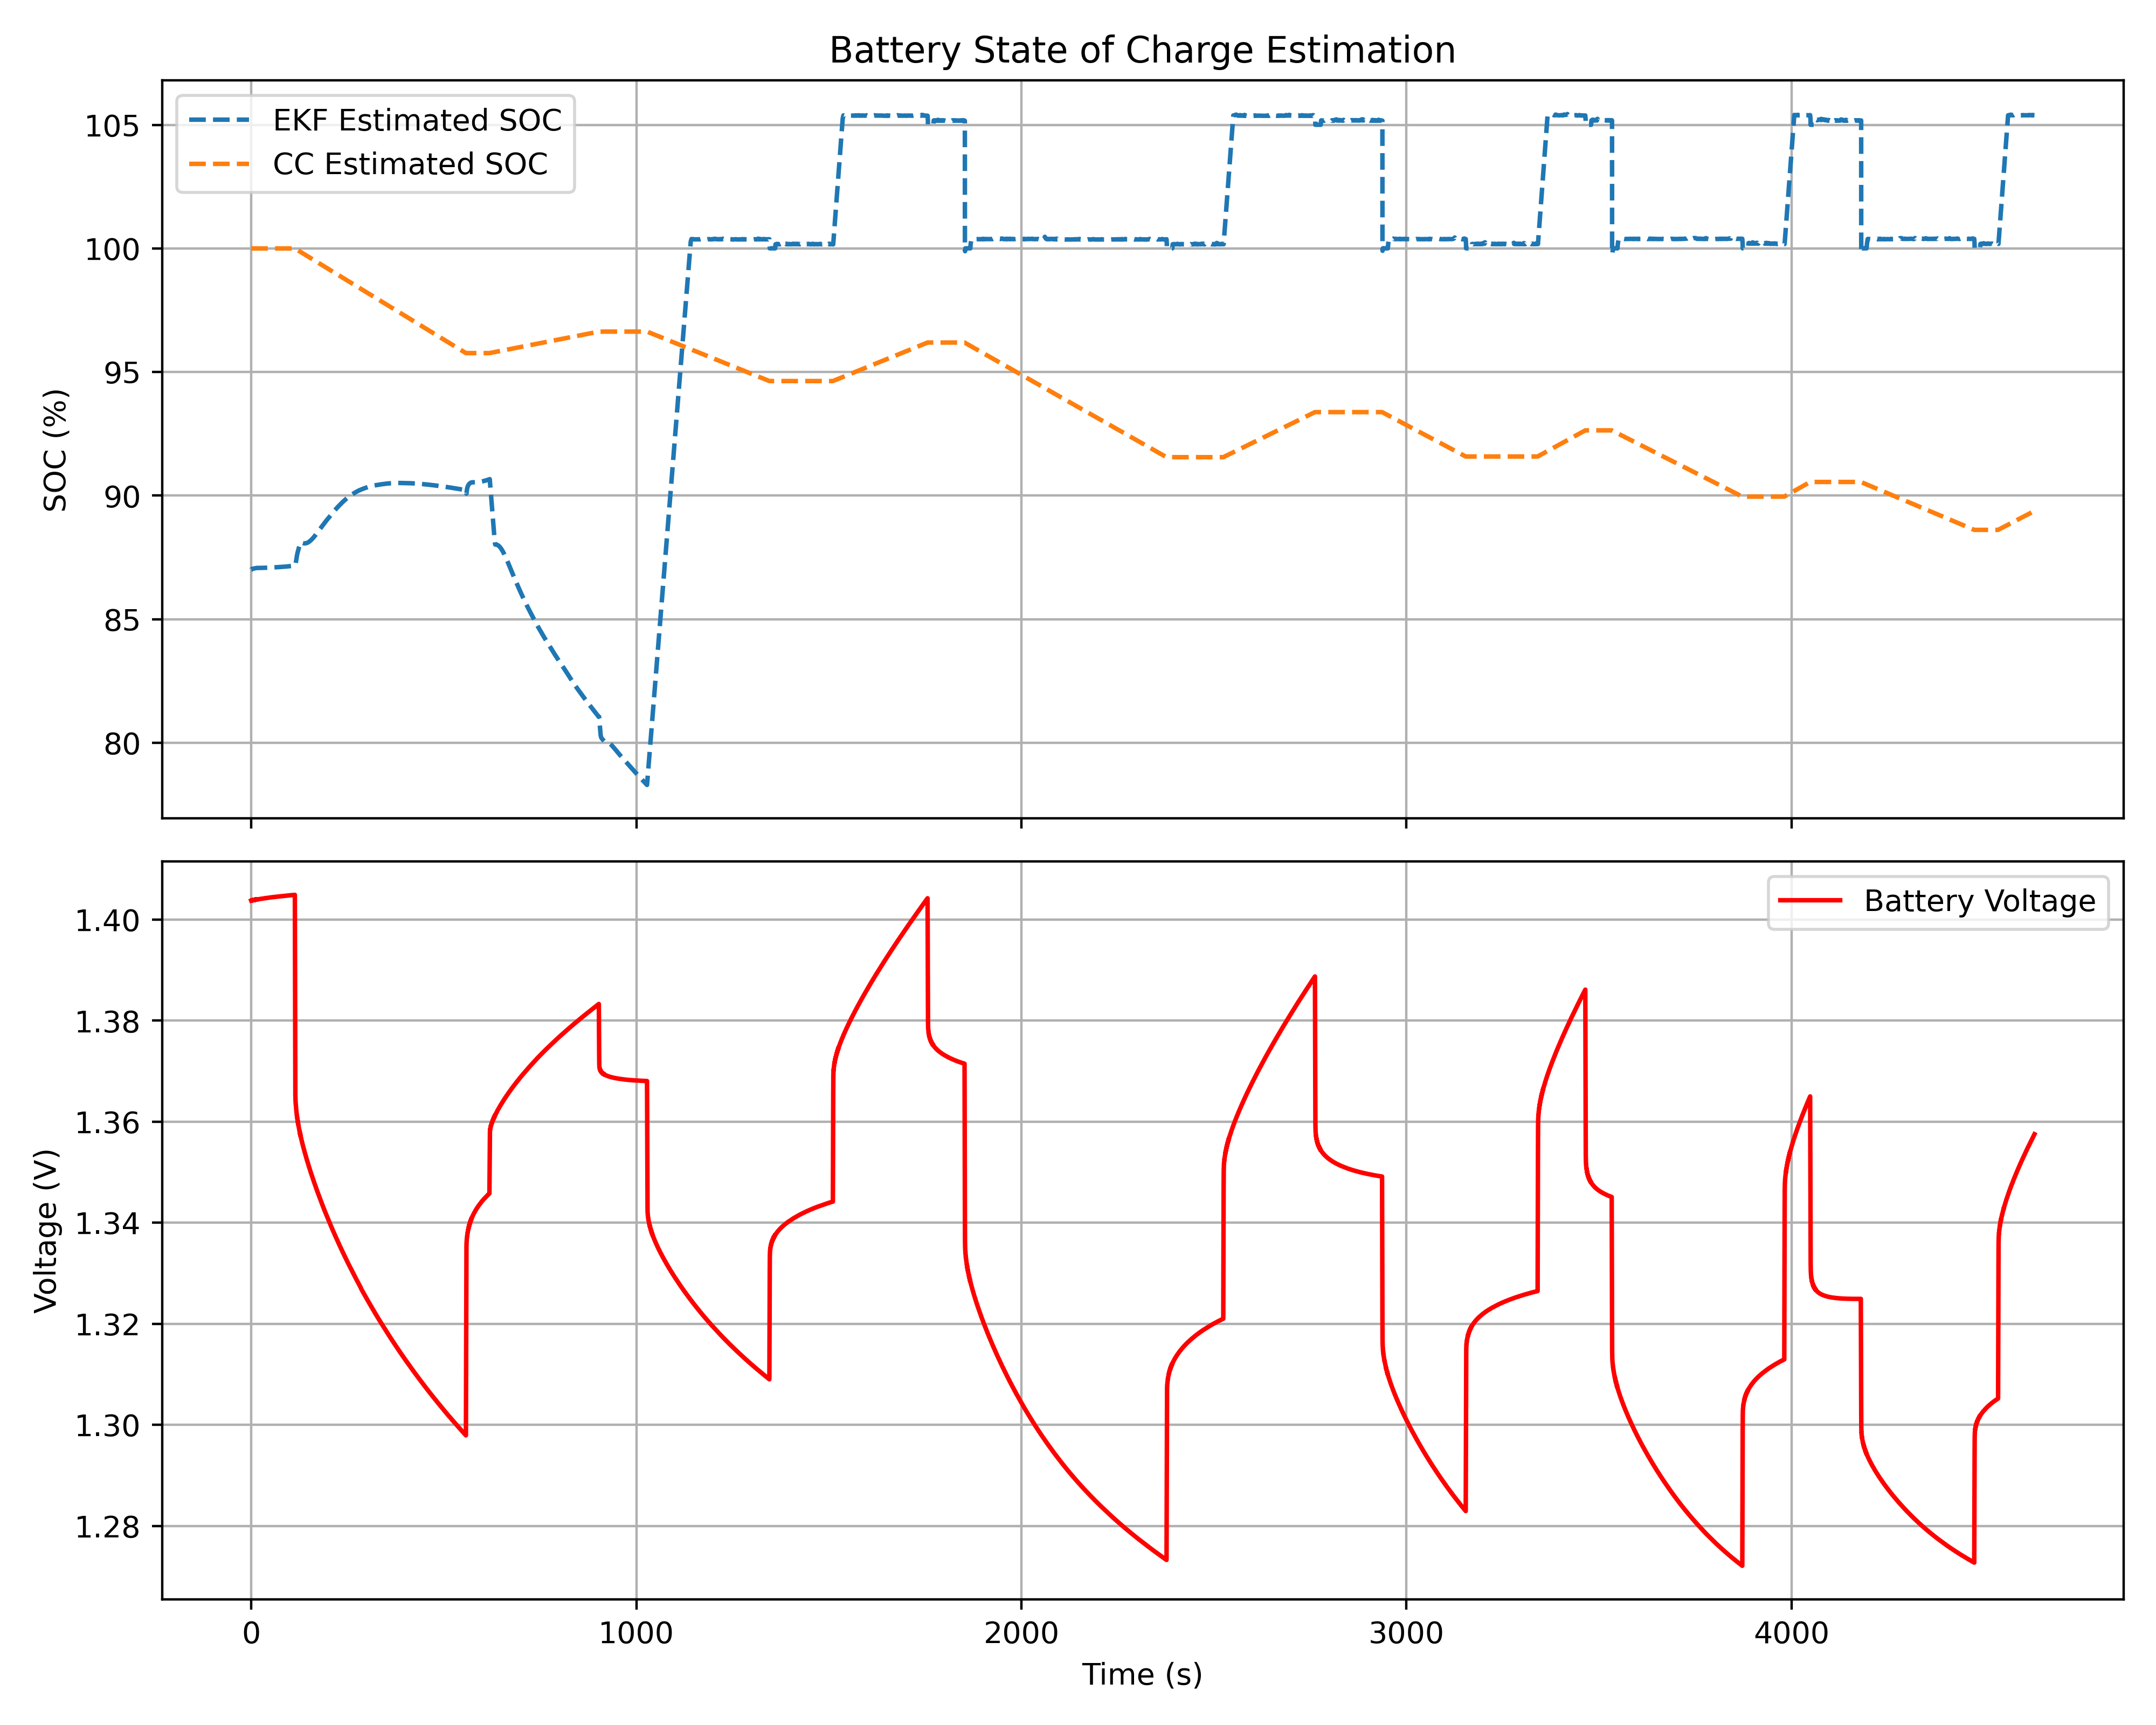 Battery State of Charge Estimation
EKF Estimated SOC
CC Estimated SOC
SOC (%)
105
100
95
90
85
80
Battery Voltage
Voltage (V)
1.40
1.38
1.36
1.34
1.32
1.30
1.28
0 1000 2000 3000 4000
Time (s)